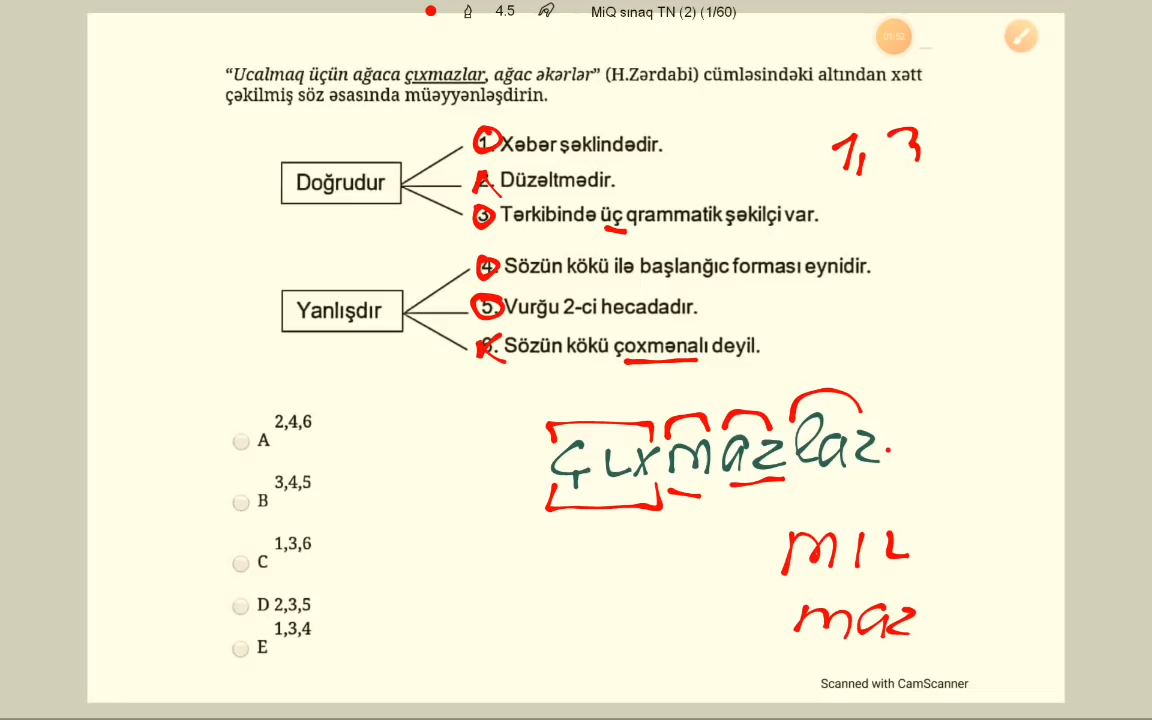 4.5 MiQ sınaq TN (2) (1/60)
01:52
“Ucalmaq üçün ağaca çıxmazlar, ağac əkərlər” (H.Zərdabi) cümləsindəki altından xətt
çəkilmiş söz əsasında müəyyənləşdirin.
1. Xəbər şəklindədir.
1, 3
Doğrudur
2. Düzəltmədir.
3. Tərkibində üç qrammatik şəkilçi var.
4. Sözün kökü ilə başlanğıc forması eynidir.
Yanlışdır
5. Vurğu 2-ci hecadadır.
6. Sözün kökü çoxmənalı deyil.
2,4,6
A
çıxmazlaz
3,4,5
B
1,3,6
C
mıı
D 2,3,5
maz
1,3,4
E
Scanned with CamScanner